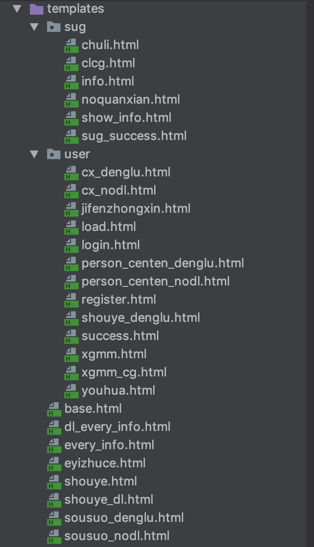 templates
sug
chuli.html
clcg.html
info.html
noquanxian.html
show_info.html
sug_success.html
user
cx_denglu.html
cx_nodl.html
jifenzhongxin.html
load.html
login.html
person_centen_denglu.html
person_centen_nodl.html
register.html
shouye_denglu.html
success.html
xgmm.html
xgmm_cg.html
youhua.html
base.html
dl_every_info.html
every_info.html
eyizhuce.html
shouye.html
shouye_dl.html
sousuo_denglu.html
sousuo_nodl.html